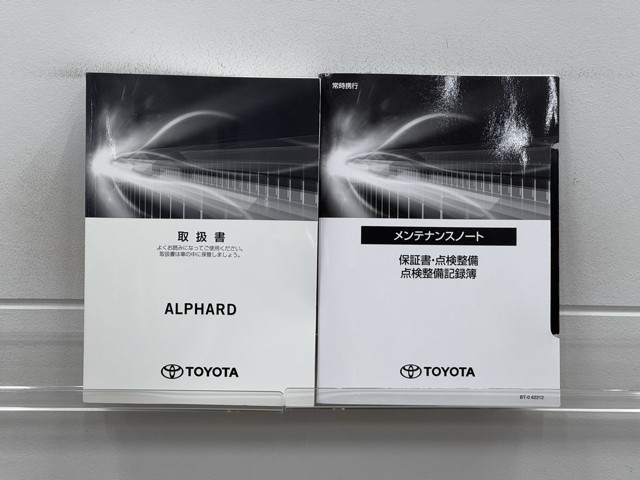 取扱書
よくお読みになってご使用ください。
取扱書は車の中に保管しましょう。
ALPHARD
TOYOTA
常時携行
メンテナンスノート
保証書・点検整備
点検整備記録簿
TOYOTA
BT-0 62212